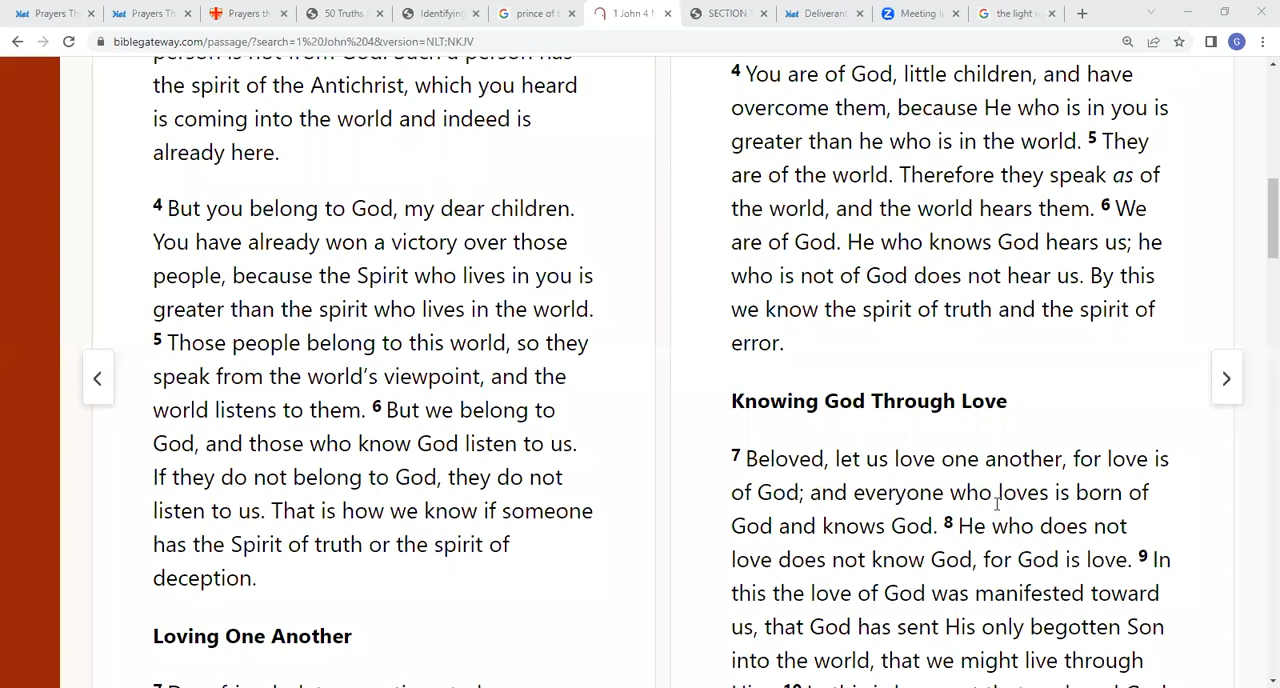 Prayers Th
Prayers Th
Prayers th
50 Truths
Identifying
prince of t
1 John 4
SECTION
Deliveran
Meeting
the light v
biblegateway.com/passage/?search=1%20John%204&version=NLT;NKJV
G
person is not from God. Such a person has
the spirit of the Antichrist, which you heard
is coming into the world and indeed is
already here.
4 But you belong to God, my dear children.
You have already won a victory over those
people, because the Spirit who lives in you is
greater than the spirit who lives in the world.
5 Those people belong to this world, so they
speak from the world’s viewpoint, and the
world listens to them. 6 But we belong to
God, and those who know God listen to us.
If they do not belong to God, they do not
listen to us. That is how we know if someone
has the Spirit of truth or the spirit of
deception.
Loving One Another
4 You are of God, little children, and have
overcome them, because He who is in you is
greater than he who is in the world. 5 They
are of the world. Therefore they speak as of
the world, and the world hears them. 6 We
are of God. He who knows God hears us; he
who is not of God does not hear us. By this
we know the spirit of truth and the spirit of
error.
Knowing God Through Love
7 Beloved, let us love one another, for love is
of God; and everyone who loves is born of
God and knows God. 8 He who does not
love does not know God, for God is love. 9 In
this the love of God was manifested toward
us, that God has sent His only begotten Son
into the world, that we might live through